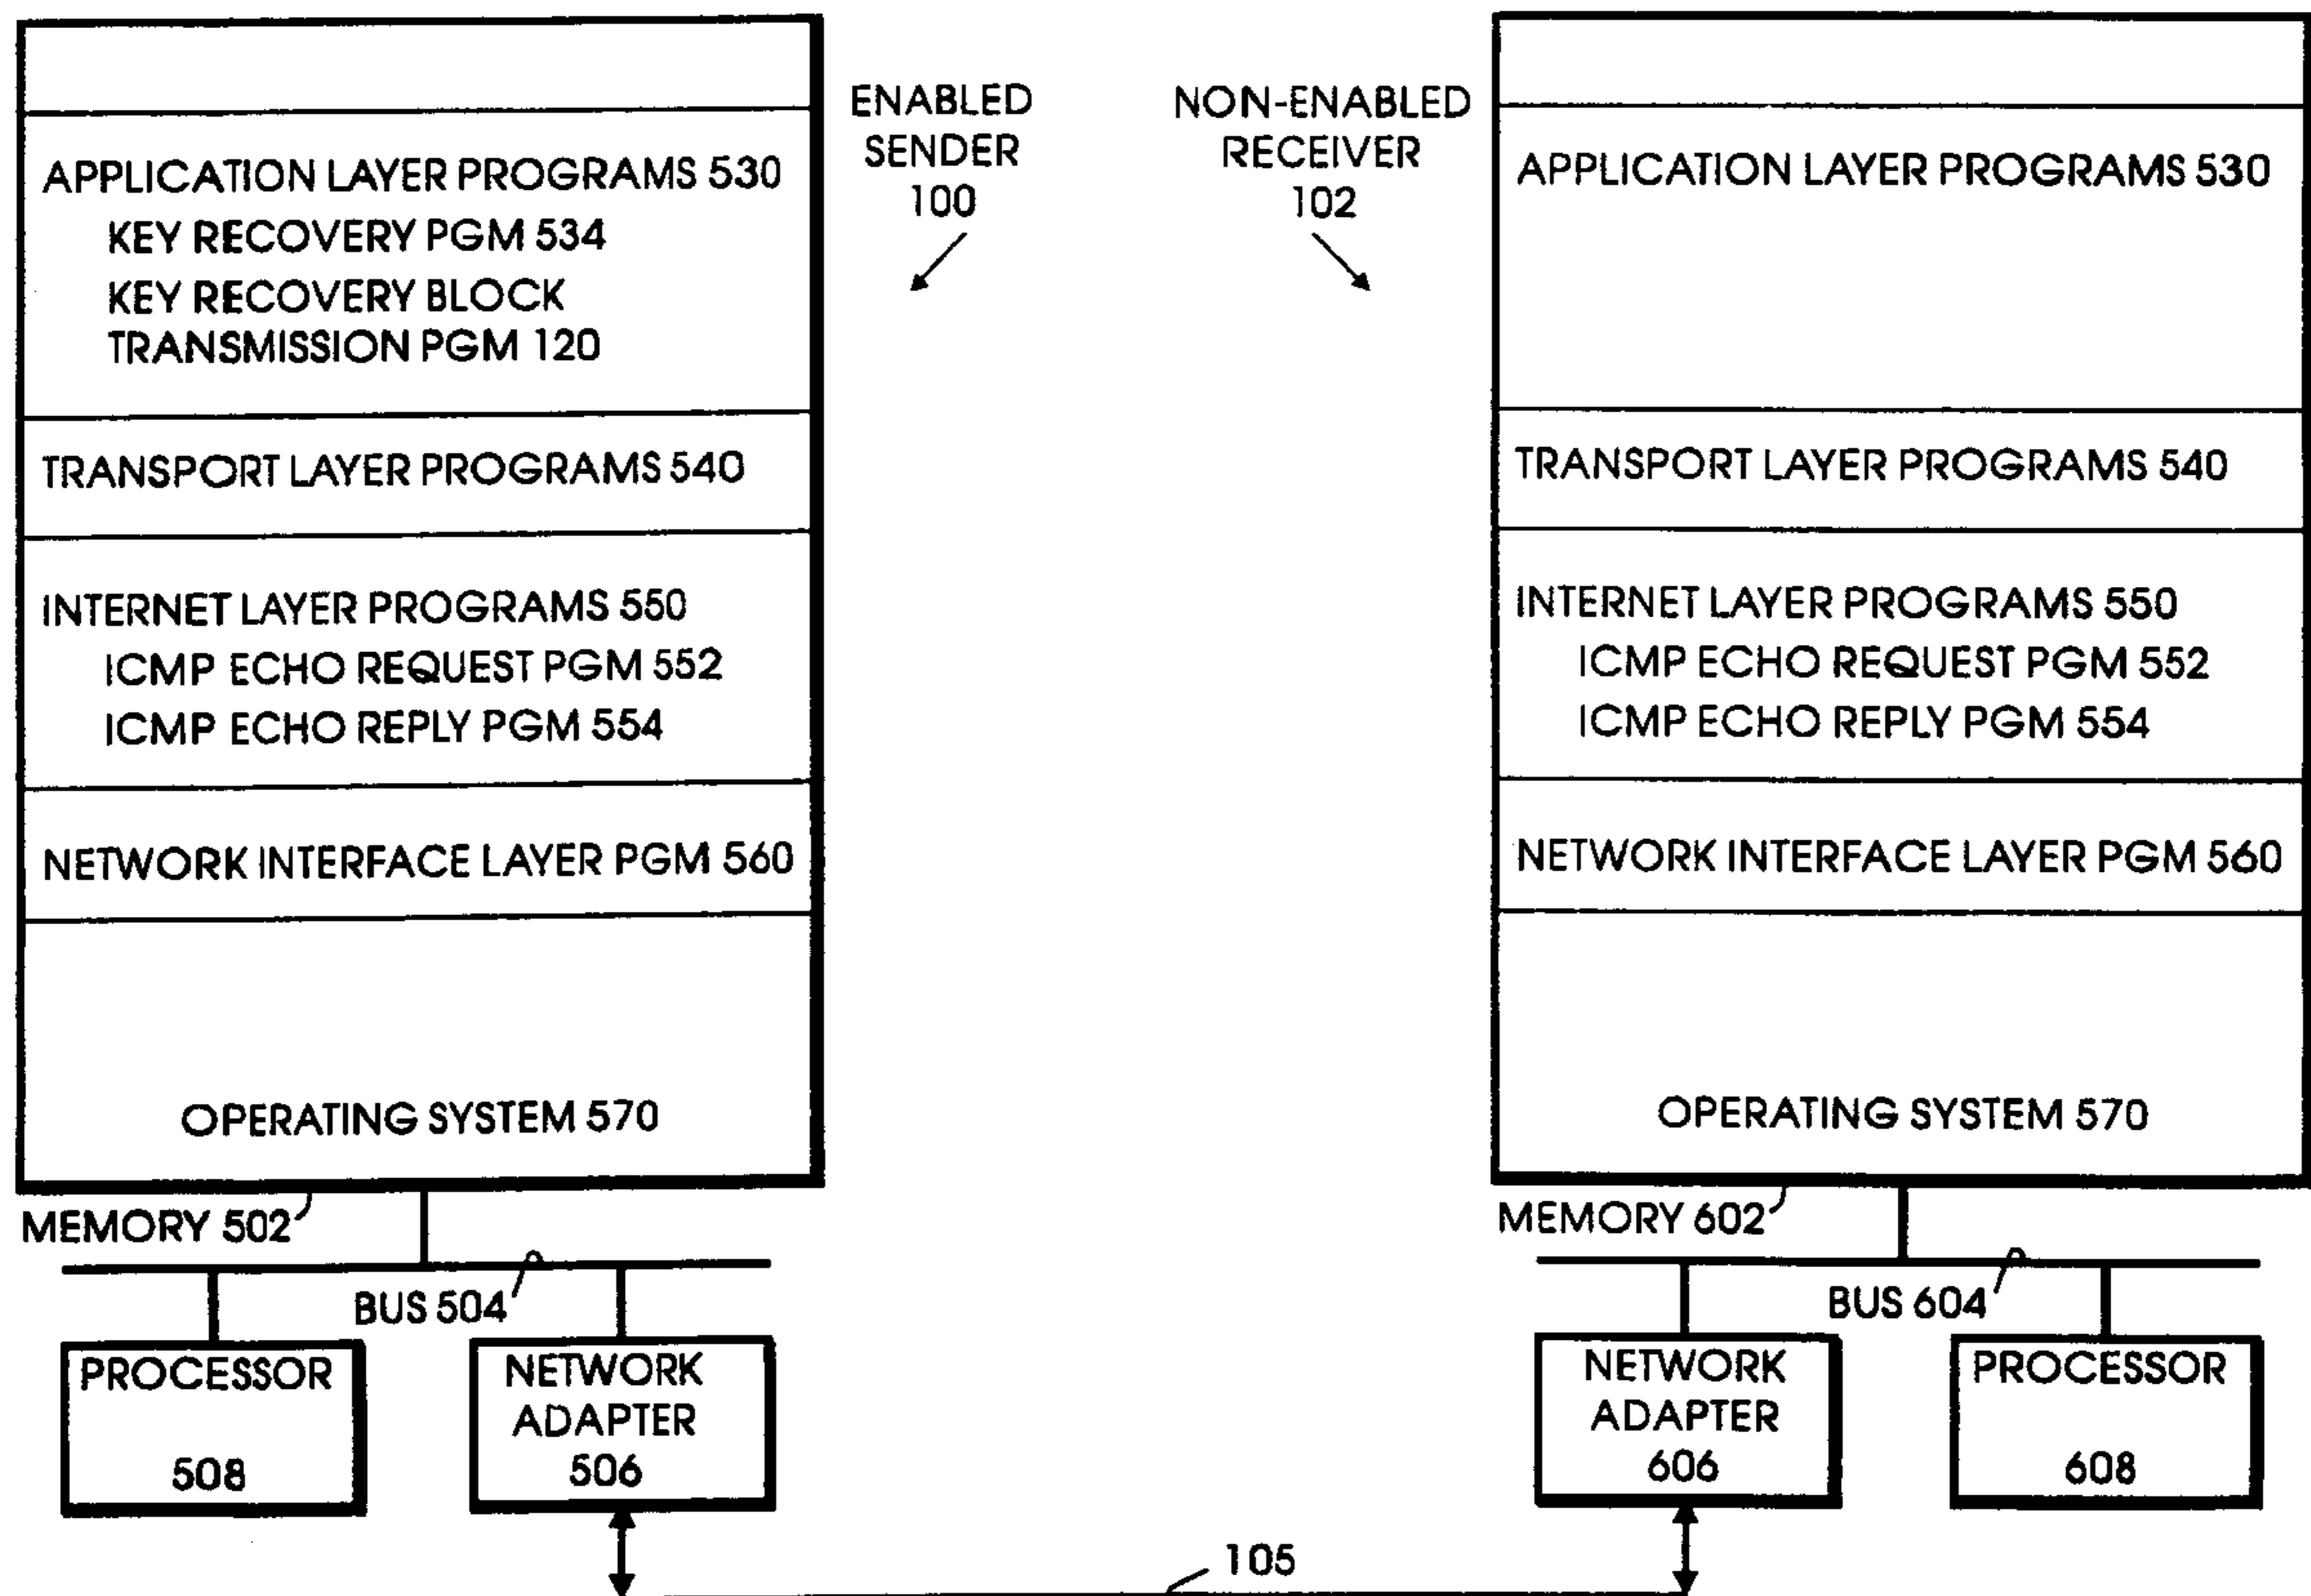 ENABLED
SENDER
100
NON-ENABLED
RECEIVER
102
APPLICATION LAYER PROGRAMS 530
KEY RECOVERY PGM 534
KEY RECOVERY BLOCK
TRANSMISSION PGM 120
TRANSPORT LAYER PROGRAMS 540
INTERNET LAYER PROGRAMS 550
ICMP ECHO REQUEST PGM 552
ICMP ECHO REPLY PGM 554
NETWORK INTERFACE LAYER PGM 560
OPERATING SYSTEM 570
MEMORY 502
BUS 504
PROCESSOR
508
NETWORK
ADAPTER
506
APPLICATION LAYER PROGRAMS 530
TRANSPORT LAYER PROGRAMS 540
INTERNET LAYER PROGRAMS 550
ICMP ECHO REQUEST PGM 552
ICMP ECHO REPLY PGM 554
NETWORK INTERFACE LAYER PGM 560
OPERATING SYSTEM 570
MEMORY 602
BUS 604
NETWORK
ADAPTER
606
PROCESSOR
608
105